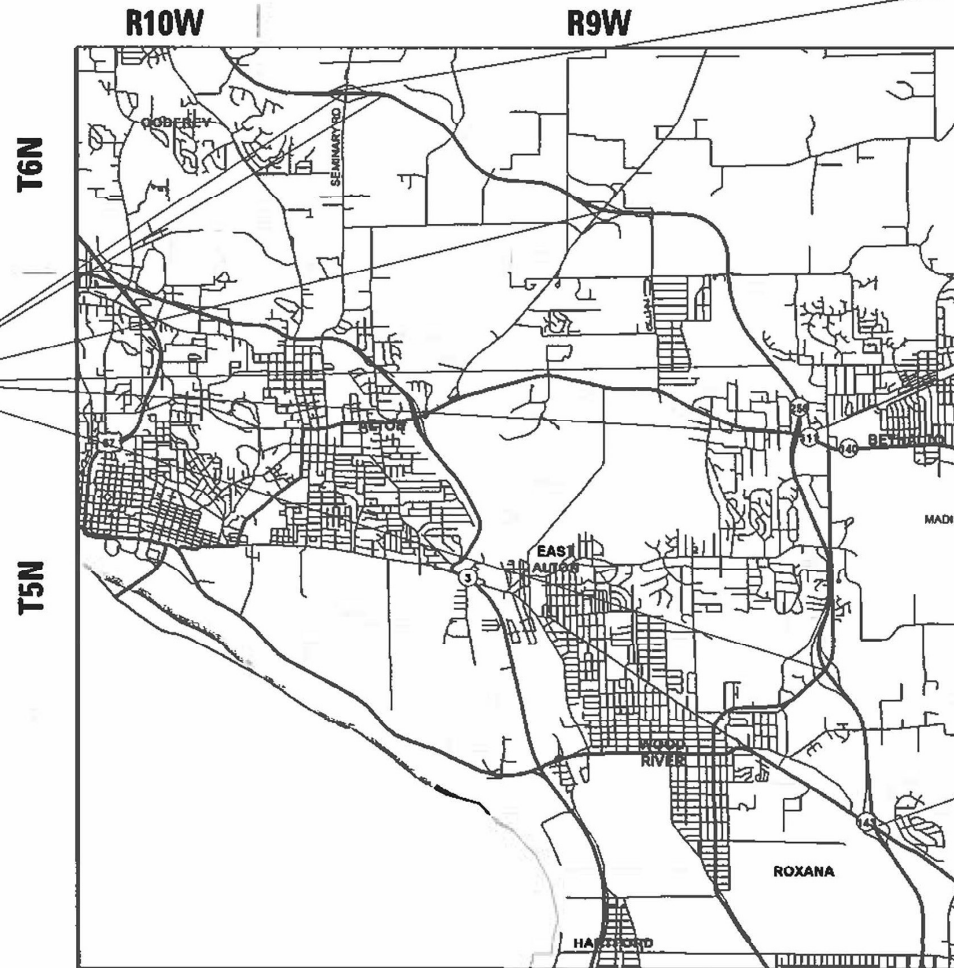 R10W R9W
T6N
GODFREY
SEMINARY RD
67
ALTON
255
111
140
BETHALTO
MADI
T5N
EAST
ALTON
3
WOOD
RIVER
143
ROXANA
HARTFORD